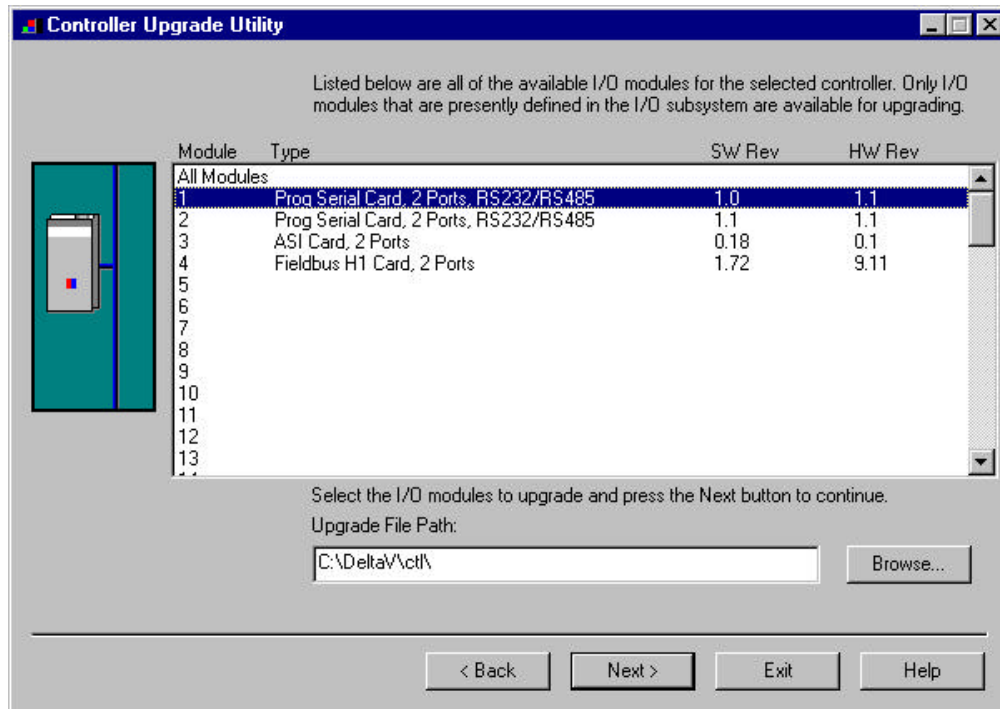 Controller Upgrade Utility
Listed below are all of the available I/O modules for the selected controller. Only I/O
modules that are presently defined in the I/O subsystem are available for upgrading.
Module Type SW Rev HW Rev
All Modules
1 Prog Serial Card, 2 Ports, RS232/RS485 1.0 1.1
2 Prog Serial Card, 2 Ports, RS232/RS485 1.1 1.1
3 ASI Card, 2 Ports 0.18 0.1
4 Fieldbus H1 Card, 2 Ports 1.72 9.11
5
6
7
8
9
10
11
12
13
Select the I/O modules to upgrade and press the Next button to continue.
Upgrade File Path:
C:\DeltaV\ctl\
Browse...
< Back
Next >
Exit
Help